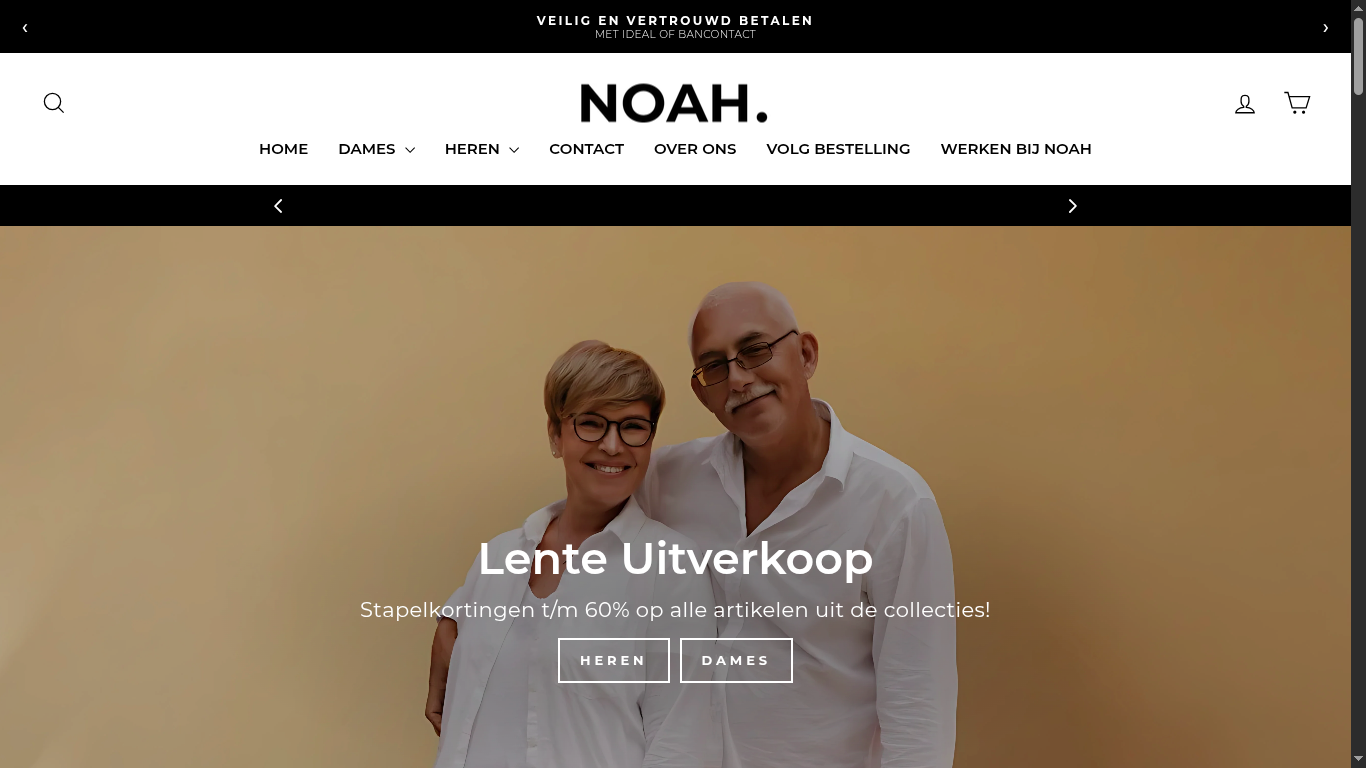 VEILIG EN VERTROUWD BETALEN
MET IDEAL OF BANCONTACT
NOAH.
HOME DAMES HEREN CONTACT OVER ONS VOLG BESTELLING WERKEN BIJ NOAH
Lente Uitverkoop
Stapelkortingen t/m 60% op alle artikelen uit de collecties!
HEREN DAMES